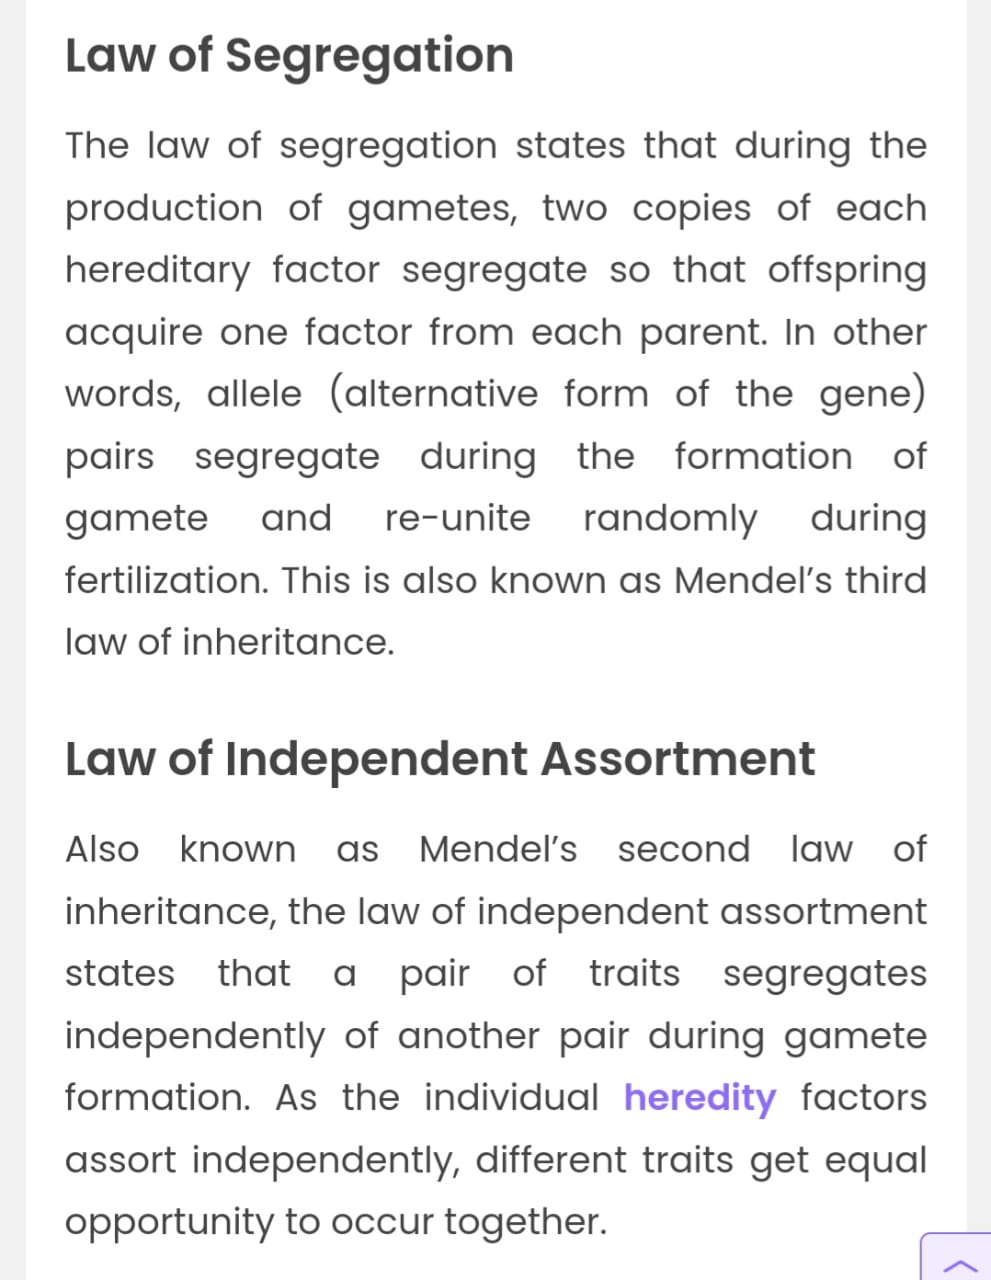 Law of Segregation
The law of segregation states that during the
production of gametes, two copies of each
hereditary factor segregate so that offspring
acquire one factor from each parent. In other
words, allele (alternative form of the gene)
pairs segregate during the formation of
gamete and re-unite randomly during
fertilization. This is also known as Mendel’s third
law of inheritance.
Law of Independent Assortment
Also known as Mendel’s second law of
inheritance, the law of independent assortment
states that a pair of traits segregates
independently of another pair during gamete
formation. As the individual heredity factors
assort independently, different traits get equal
opportunity to occur together.